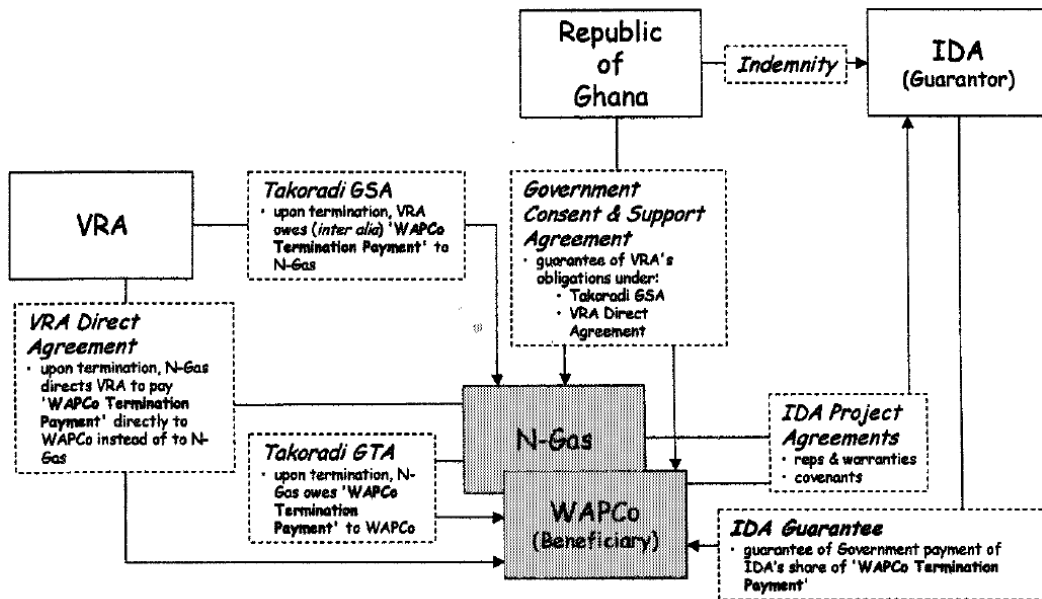 Republic
of
Ghana
Indemnity
IDA
(Guarantor)
VRA
Takoradi GSA
• upon termination, VRA
owes (inter alia) 'WAPCo
Termination Payment' to
N-Gas
Government
Consent & Support
Agreement
• guarantee of VRA's
obligations under:
• Takoradi GSA
• VRA Direct
Agreement
VRA Direct
Agreement
• upon termination, N-Gas
directs VRA to pay
'WAPCo Termination
Payment' directly to
WAPCo instead of to N-
Gas
N-Gas
Takoradi GTA
• upon termination, N-
Gas owes 'WAPCo
Termination
Payment' to WAPCo
IDA Project
Agreements
• reps & warranties
• covenants
WAPCo
(Beneficiary)
IDA Guarantee
• guarantee of Government payment of
IDA's share of 'WAPCo Termination
Payment'